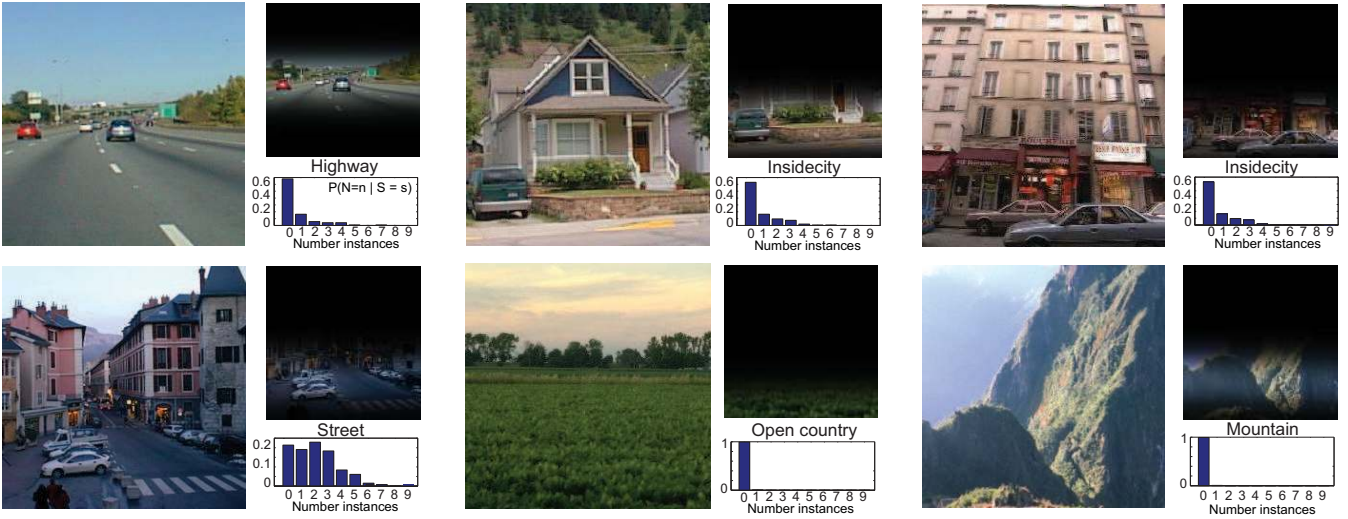 Highway
0.6
0.4
0.2
0
P(N=n | S = s)
0 1 2 3 4 5 6 7 8 9
Number instances
Insidecity
0.6
0.4
0.2
0
0 1 2 3 4 5 6 7 8 9
Number instances
Insidecity
0.6
0.4
0.2
0
0 1 2 3 4 5 6 7 8 9
Number instances
Street
0.2
0.1
0
0 1 2 3 4 5 6 7 8 9
Number instances
Open country
1
0
0 1 2 3 4 5 6 7 8 9
Number instances
Mountain
1
0
0 1 2 3 4 5 6 7 8 9
Number instances